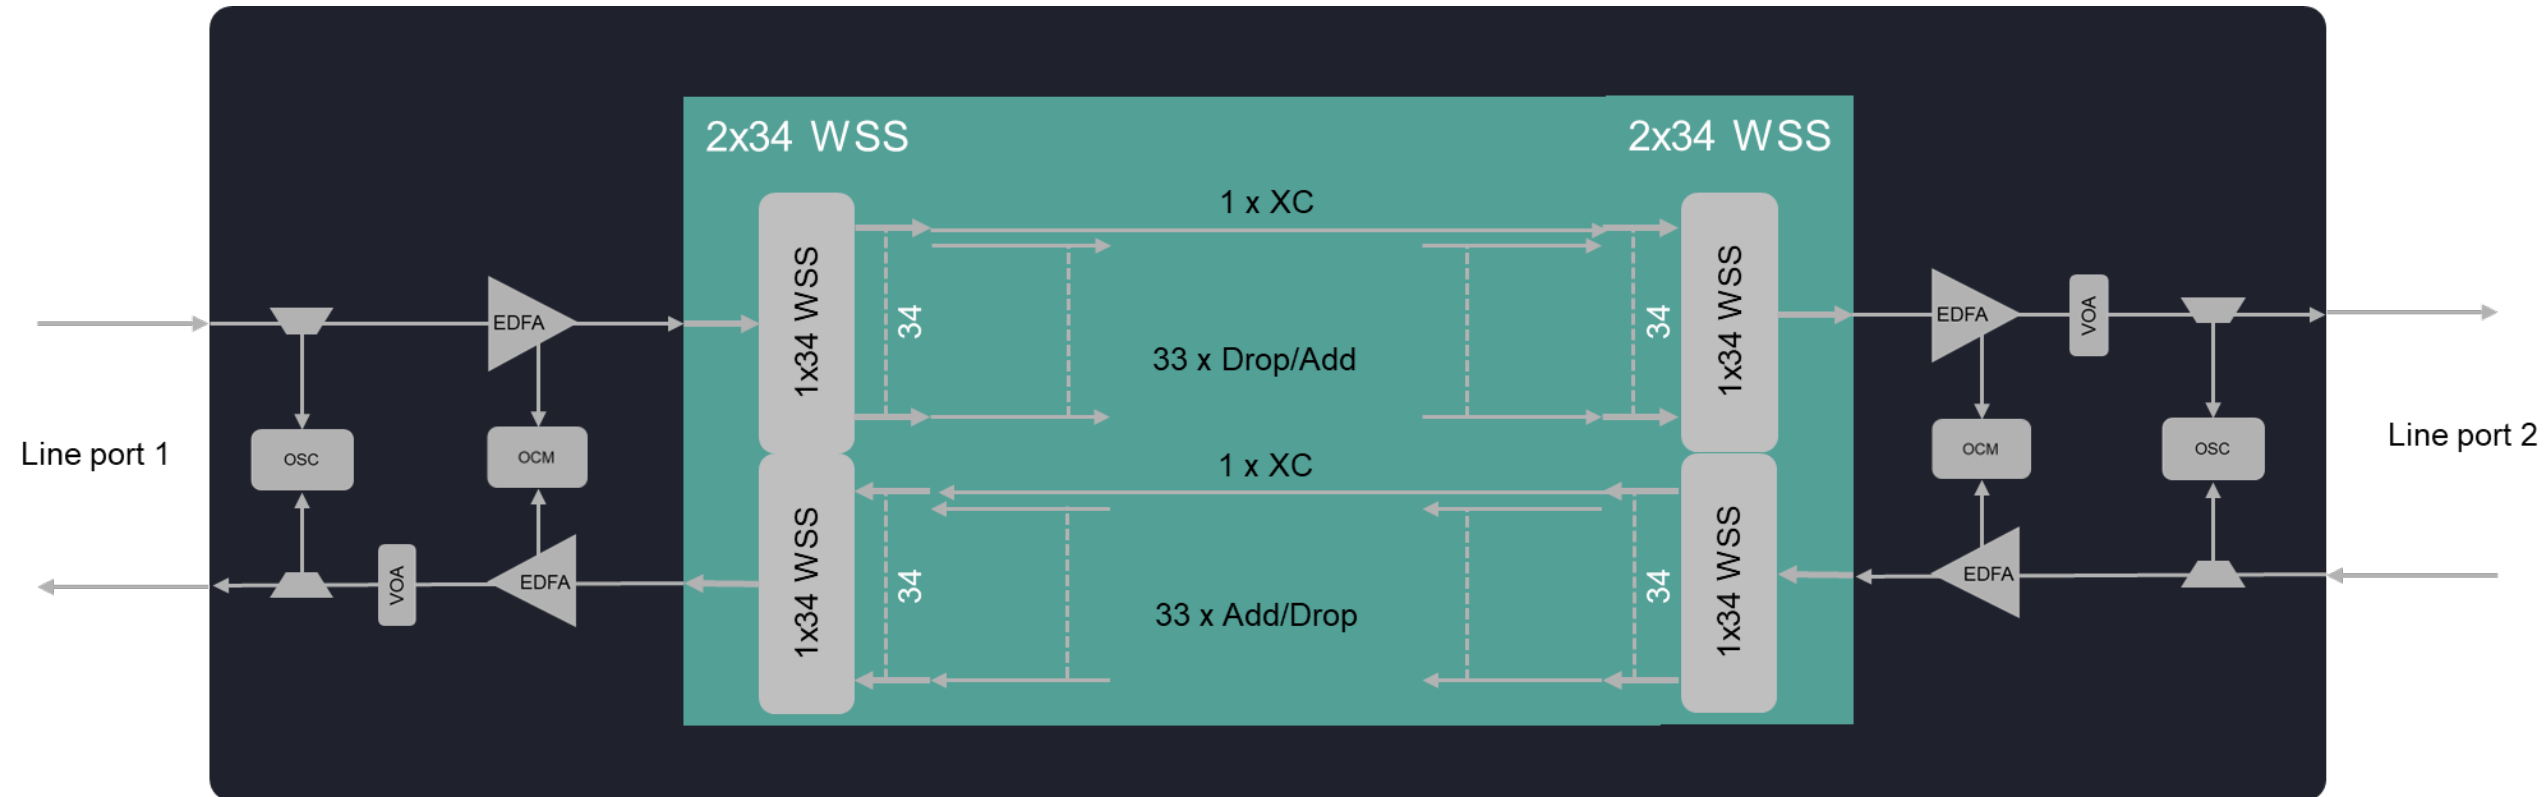 2x34 WSS
2x34 WSS
1 x XC
1x34 WSS
34
34
1x34 WSS
EDFA
EDFA
VOA
33 x Drop/Add
Line port 1
OSC
OCM
1 x XC
OCM
OSC
Line port 2
VOA
EDFA
1x34 WSS
34
33 x Add/Drop
34
1x34 WSS
EDFA